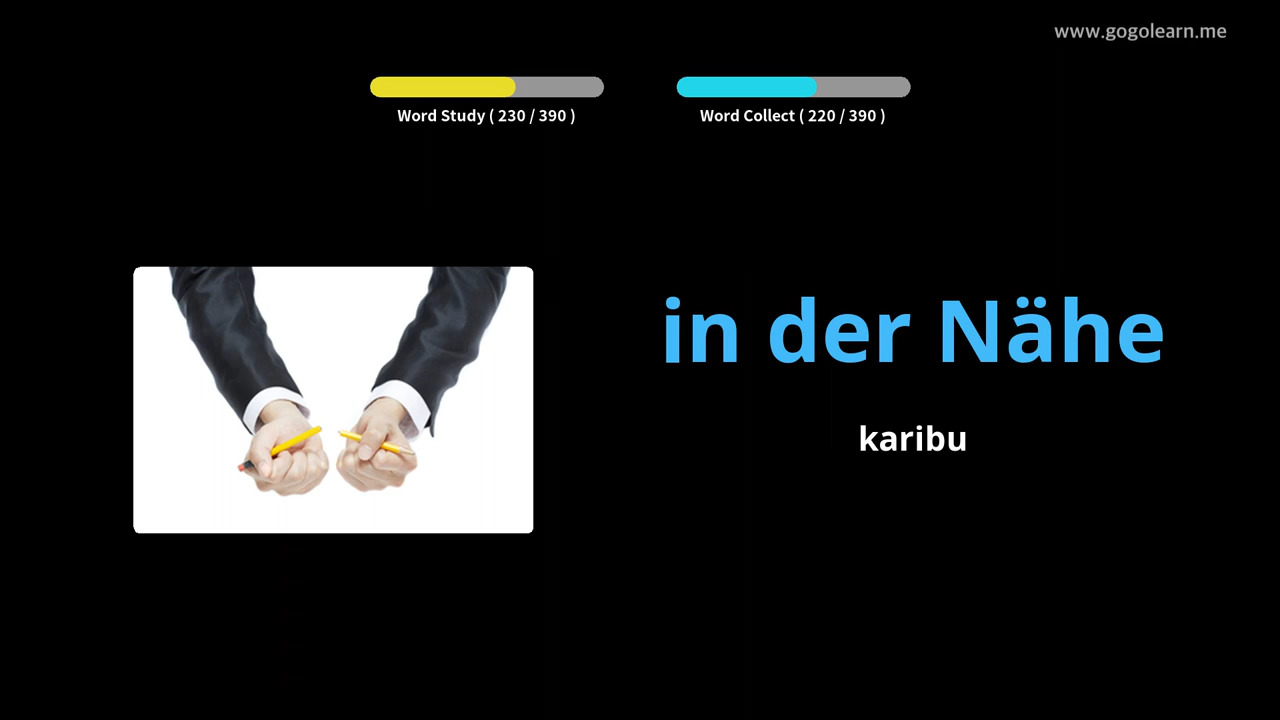 www.gogolearn.me
Word Study ( 230 / 390 )
Word Collect ( 220 / 390 )
in der Nähe
karibu